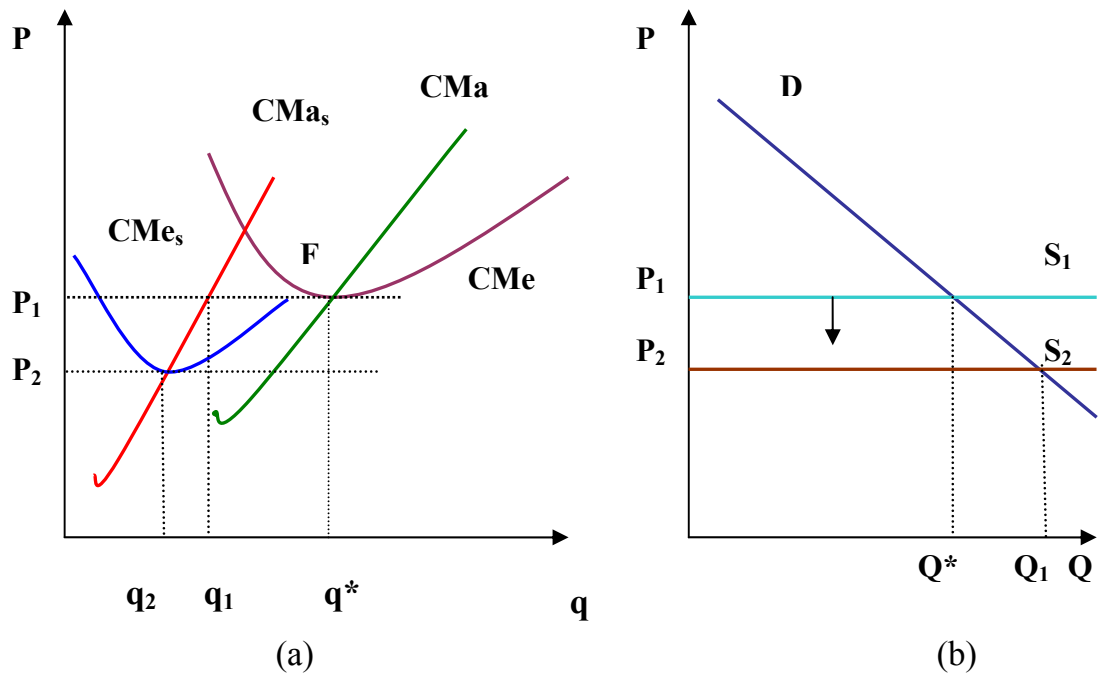 P
CMa
CMaₛ
CMeₛ
F
CMe
P₁
P₂
q₂ q₁ q* q
(a)
P
D
S₁
P₁
P₂
S₂
Q* Q₁ Q
(b)